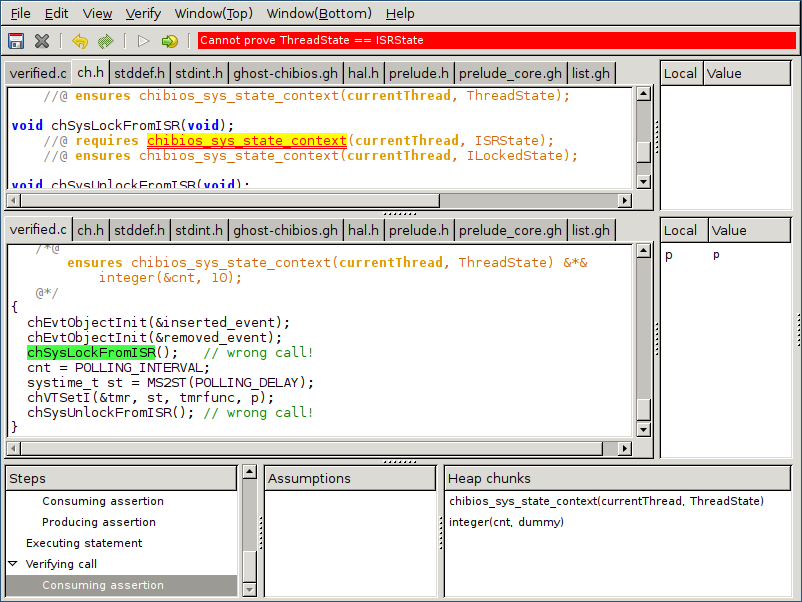 File Edit View Verify Window(Top) Window(Bottom) Help
Cannot prove ThreadState == ISRState
verified.c ch.h stddef.h stdint.h ghost-chibios.gh hal.h prelude.h prelude_core.gh list.gh
Local Value
//@ ensures chibios_sys_state_context(currentThread, ThreadState);
void chSysLockFromISR(void);
//@ requires chibios_sys_state_context(currentThread, ISRState);
//@ ensures chibios_sys_state_context(currentThread, ILockedState);
void chSysUnlockFromISR(void);
verified.c ch.h stddef.h stdint.h ghost-chibios.gh hal.h prelude.h prelude_core.gh list.gh
Local Value
p p
/*@
ensures chibios_sys_state_context(currentThread, ThreadState) &*&
integer(&cnt, 10);
@*/
{
chEvtObjectInit(&inserted_event);
chEvtObjectInit(&removed_event);
chSysLockFromISR(); // wrong call!
cnt = POLLING_INTERVAL;
systime_t st = MS2ST(POLLING_DELAY);
chVTSetI(&tmr, st, tmrfunc, p);
chSysUnlockFromISR(); // wrong call!
}
Steps
Consuming assertion
Producing assertion
Executing statement
Verifying call
Consuming assertion
Assumptions
Heap chunks
chibios_sys_state_context(currentThread, ThreadState)
integer(cnt, dummy)